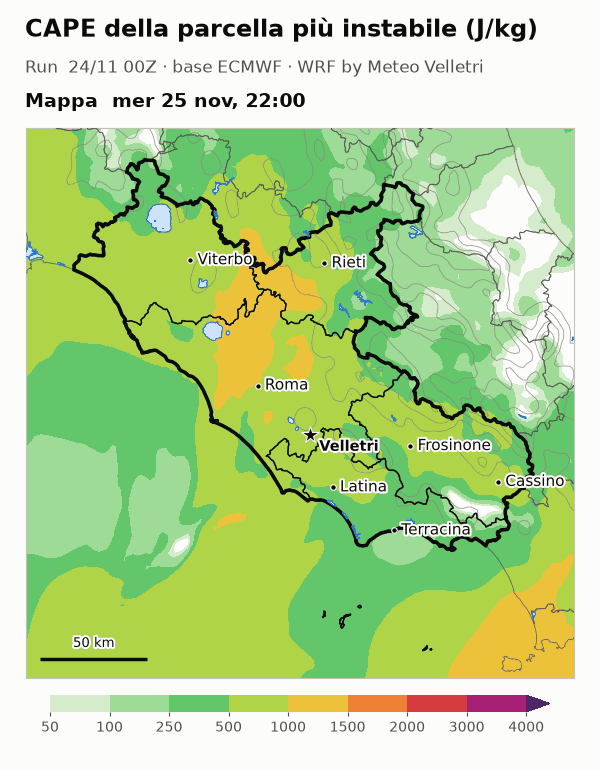 CAPE della parcella più instabile (J/kg)
Run  24/11 00Z · base ECMWF · WRF by Meteo Velletri
Mappa  mer 25 nov, 22:00
Viterbo
Rieti
Roma
Velletri
Frosinone
Cassino
Latina
Terracina
50 km
50 100 250 500 1000 1500 2000 3000 4000